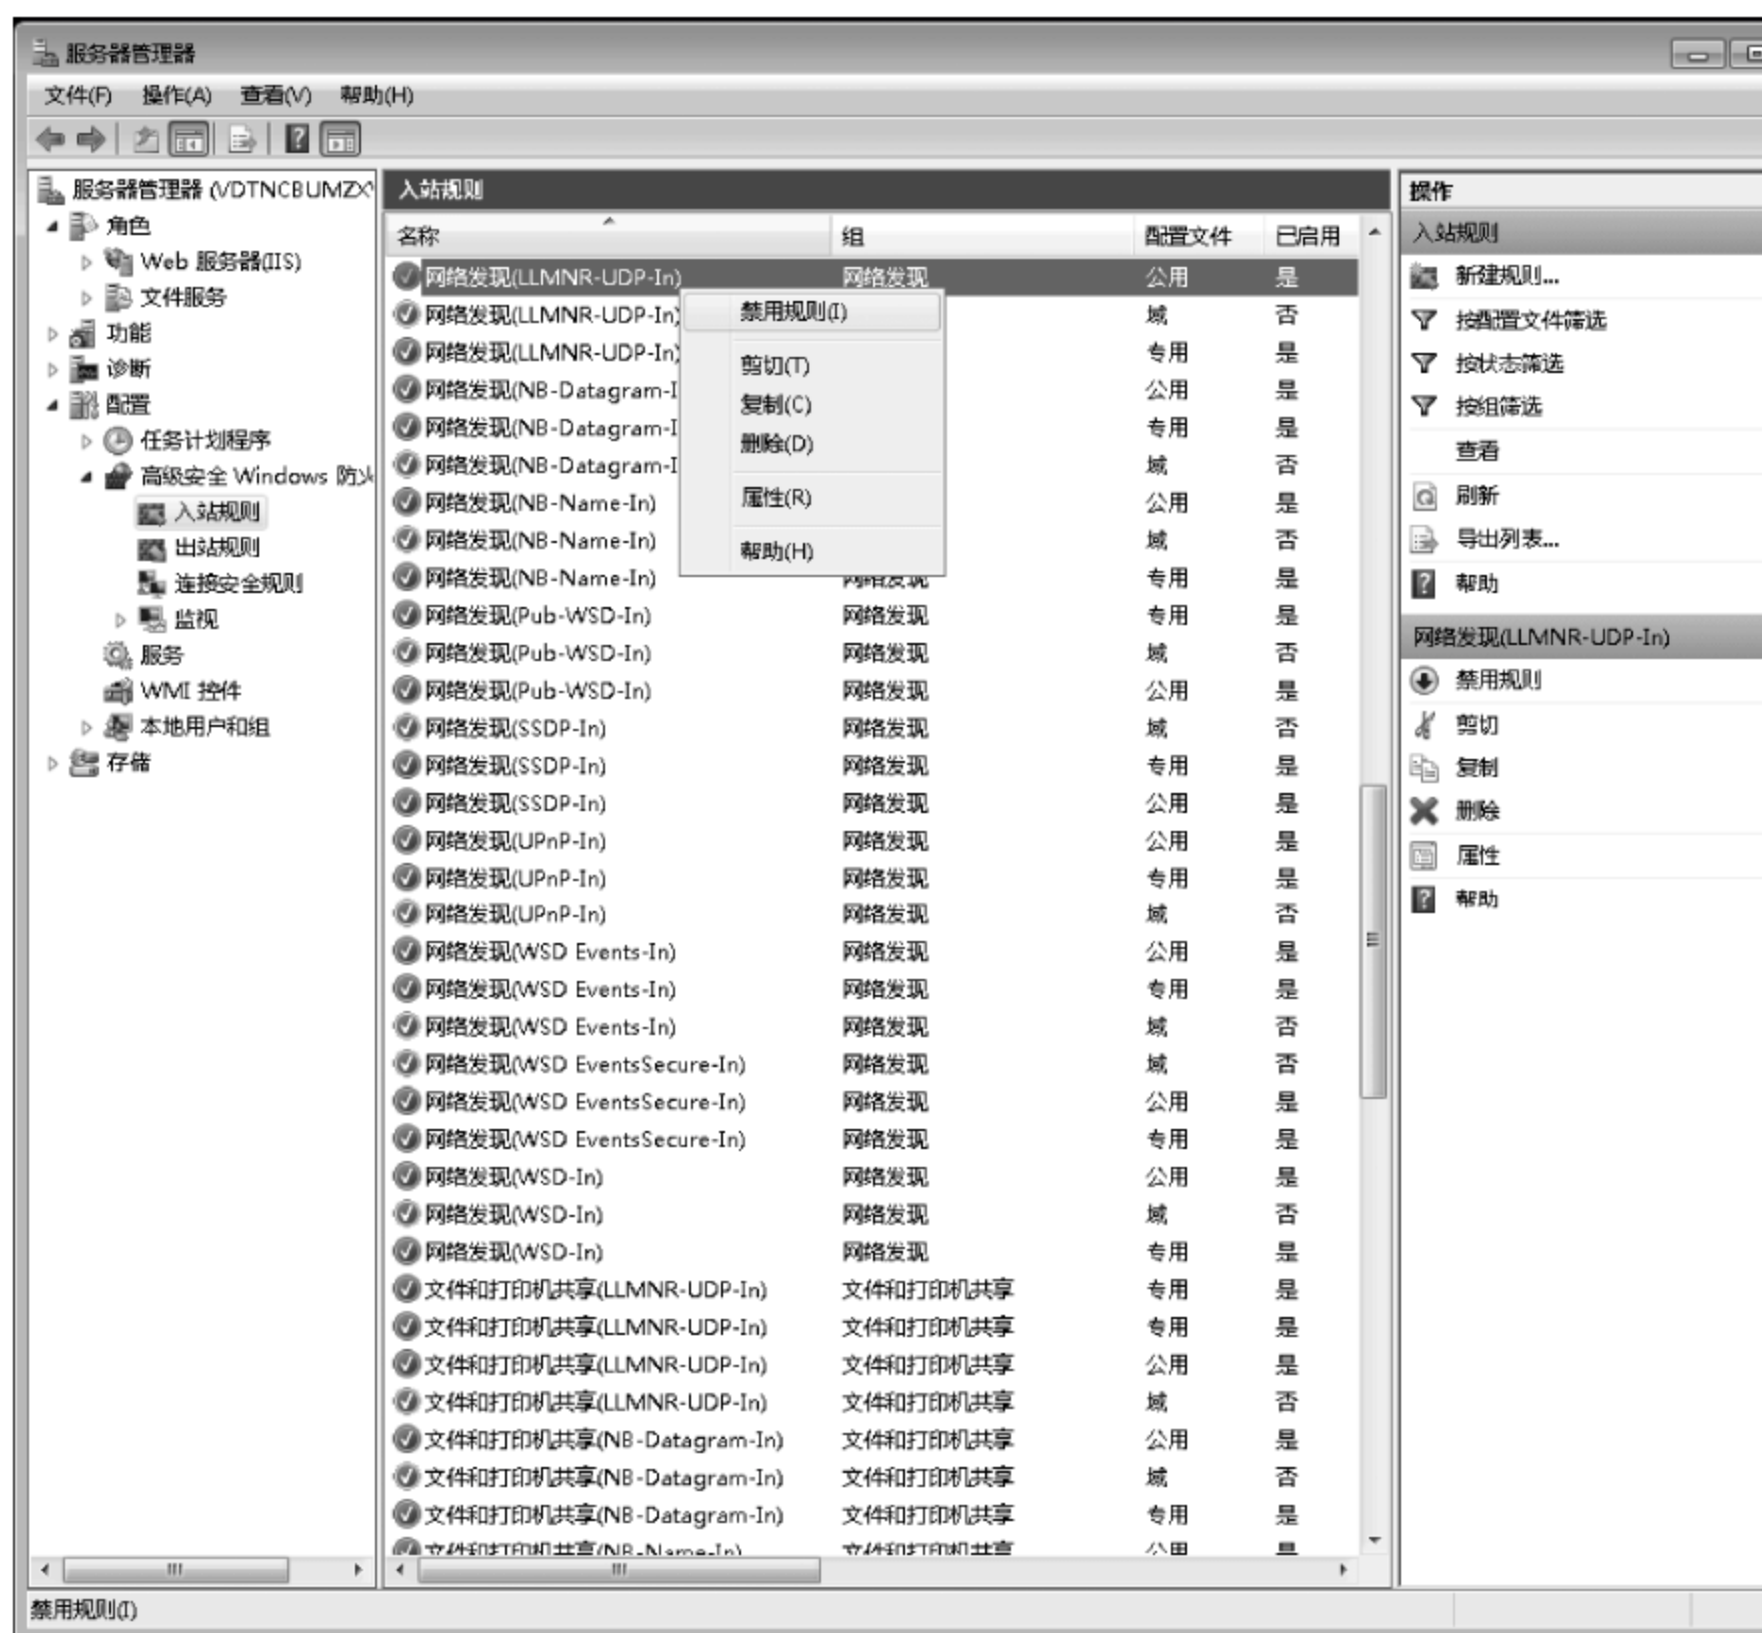 服务器管理器
文件(F) 操作(A) 查看(V) 帮助(H)
服务器管理器 (VDTNCBUMZX
角色
Web 服务器(IIS)
文件服务
功能
诊断
配置
任务计划程序
高级安全 Windows 防火
入站规则
出站规则
连接安全规则
监视
服务
WMI 控件
本地用户和组
存储
入站规则
名称 组 配置文件 已启用
网络发现(LLMNR-UDP-In) 网络发现 公用 是
网络发现(LLMNR-UDP-In) 域 否
网络发现(LLMNR-UDP-In) 专用 是
网络发现(NB-Datagram-I 公用 是
网络发现(NB-Datagram-I 专用 是
网络发现(NB-Datagram-I 域 否
网络发现(NB-Name-In) 公用 是
网络发现(NB-Name-In) 域 否
网络发现(NB-Name-In) 网络发现 专用 是
网络发现(Pub-WSD-In) 网络发现 专用 是
网络发现(Pub-WSD-In) 网络发现 域 否
网络发现(Pub-WSD-In) 网络发现 公用 是
网络发现(SSDP-In) 网络发现 域 否
网络发现(SSDP-In) 网络发现 专用 是
网络发现(SSDP-In) 网络发现 公用 是
网络发现(UPnP-In) 网络发现 公用 是
网络发现(UPnP-In) 网络发现 专用 是
网络发现(UPnP-In) 网络发现 域 否
网络发现(WSD Events-In) 网络发现 公用 是
网络发现(WSD Events-In) 网络发现 专用 是
网络发现(WSD Events-In) 网络发现 域 否
网络发现(WSD EventsSecure-In) 网络发现 域 否
网络发现(WSD EventsSecure-In) 网络发现 公用 是
网络发现(WSD EventsSecure-In) 网络发现 专用 是
网络发现(WSD-In) 网络发现 公用 是
网络发现(WSD-In) 网络发现 域 否
网络发现(WSD-In) 网络发现 专用 是
文件和打印机共享(LLMNR-UDP-In) 文件和打印机共享 专用 是
文件和打印机共享(LLMNR-UDP-In) 文件和打印机共享 专用 是
文件和打印机共享(LLMNR-UDP-In) 文件和打印机共享 公用 是
文件和打印机共享(LLMNR-UDP-In) 文件和打印机共享 域 否
文件和打印机共享(NB-Datagram-In) 文件和打印机共享 公用 是
文件和打印机共享(NB-Datagram-In) 文件和打印机共享 域 否
文件和打印机共享(NB-Datagram-In) 文件和打印机共享 专用 是
文件和打印机共享(NB-Name-In) 文件和打印机共享 公用 是
禁用规则(I)
剪切(T)
复制(C)
删除(D)
属性(R)
帮助(H)
操作
入站规则
新建规则...
按配置文件筛选
按状态筛选
按组筛选
查看
刷新
导出列表...
帮助
网络发现(LLMNR-UDP-In)
禁用规则
剪切
复制
删除
属性
帮助
禁用规则(I)